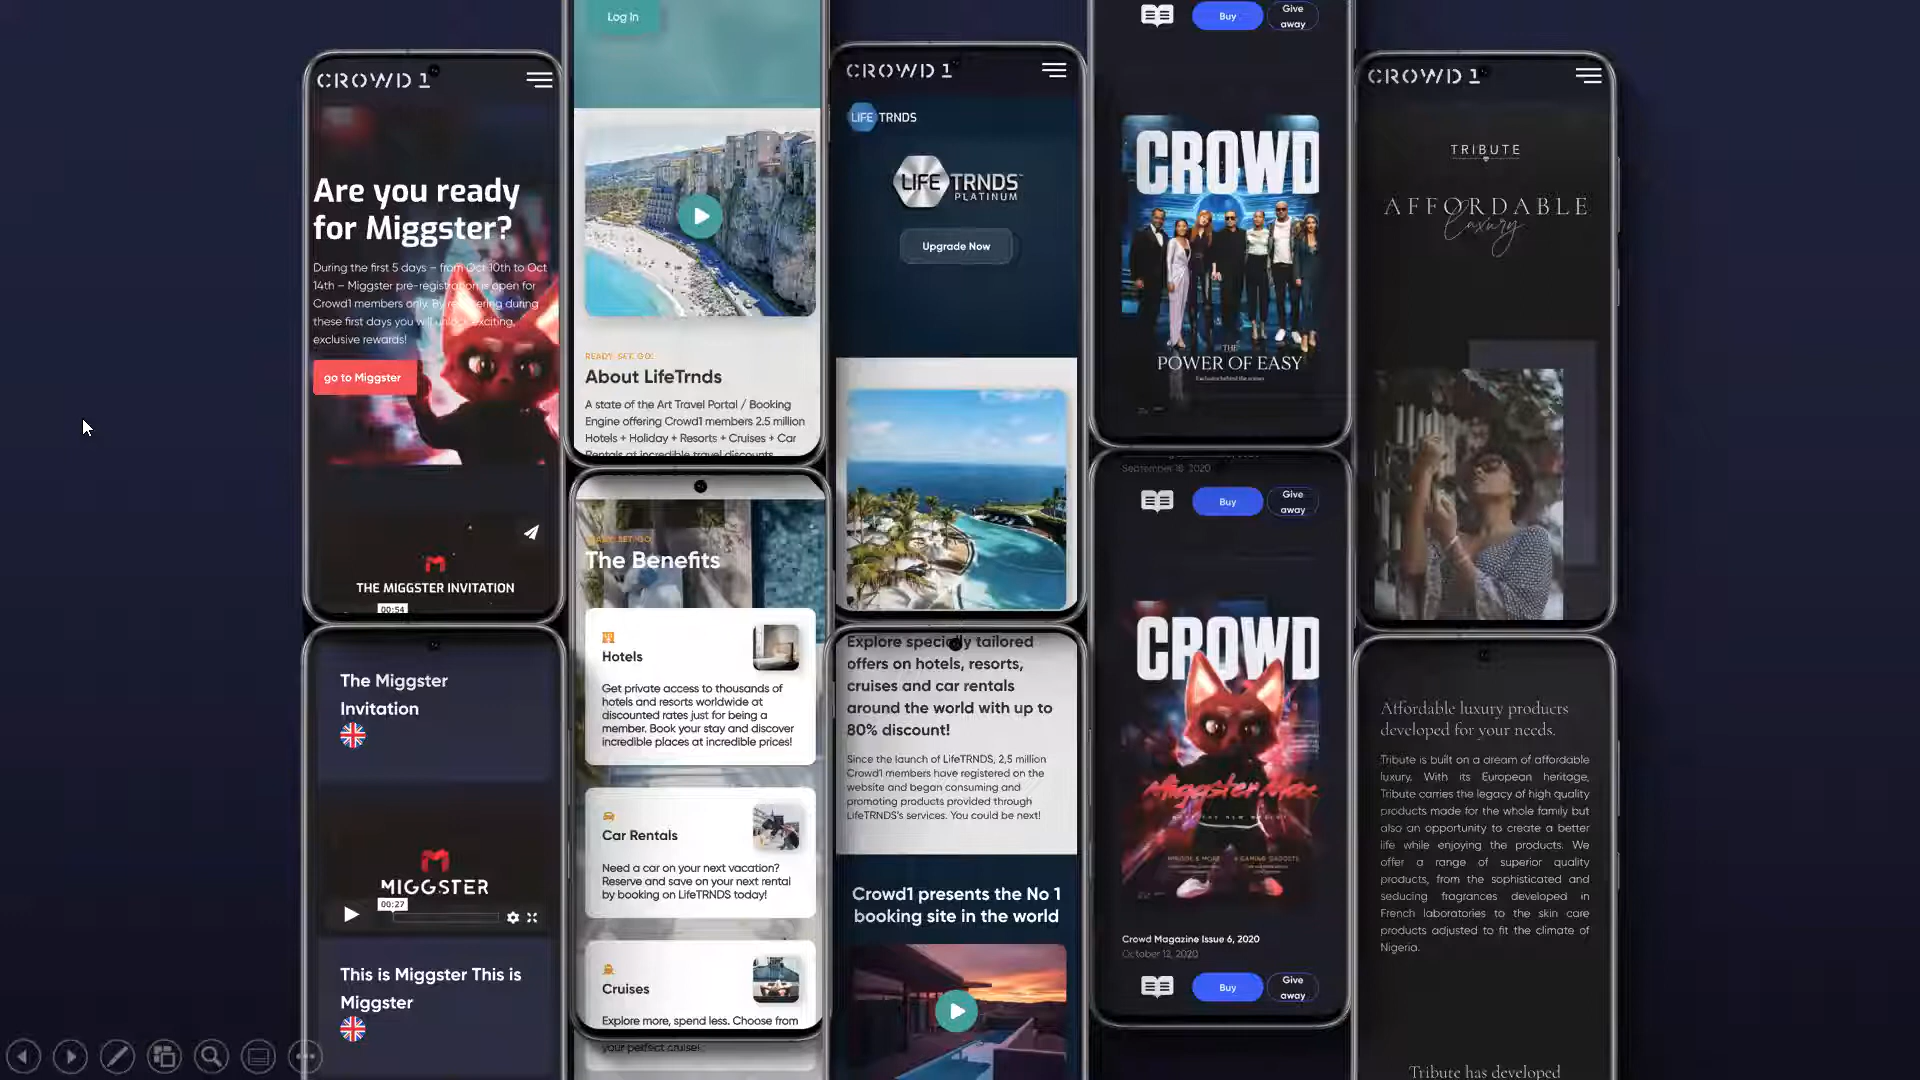 CROWD 1
Are you ready
for Miggster?
During the first 5 days – from Oct 10th to Oct
14th – Miggster pre-registration is open for
Crowd1 members only. By registering during
these first days you will unlock exciting,
exclusive rewards!
go to Miggster
THE MIGGSTER INVITATION
00:54
The Miggster
Invitation
MIGGSTER
00:27
This is Miggster This is
Miggster
Log In
READY. SET. GO!
About LifeTrnds
A state of the Art Travel Portal / Booking
Engine offering Crowd1 members 2.5 million
Hotels + Holiday + Resorts + Cruises + Car
Rentals at incredible travel discounts
The Benefits
Hotels
Get private access to thousands of
hotels and resorts worldwide at
discounted rates just for being a
member. Book your stay and discover
incredible places at incredible prices!
Car Rentals
Need a car on your next vacation?
Reserve and save on your next rental
by booking on LifeTRNDS today!
Cruises
Explore more, spend less. Choose from
your perfect cruise!
CROWD 1
LIFE TRNDS
LIFE TRNDS
PLATINUM
Upgrade Now
Explore specially tailored
offers on hotels, resorts,
cruises and car rentals
around the world with up to
80% discount!
Since the launch of LifeTRNDS, 2,5 million
Crowd1 members have registered on the
website and began consuming and
promoting products provided through
LifeTRNDS's services. You could be next!
Crowd1 presents the No 1
booking site in the world
Buy
Give
away
CROWD
THE
POWER OF EASY
Exclusive behind the scenes
September 16, 2020
Buy
Give
away
CROWD
Miggster Max
Crowd Magazine Issue 6, 2020
October 12, 2020
Buy
Give
away
CROWD 1
TRIBUTE
AFFORDABLE
luxury
Affordable luxury products
developed for your needs.
Tribute is built on a dream of affordable
luxury. With its European heritage,
Tribute carries the legacy of high quality
products made for the whole family but
also an opportunity to create a better
life while enjoying the products. We
offer a range of superior quality
products, from the sophisticated and
seducing fragrances developed in
French laboratories to the skin care
products adjusted to fit the climate of
Nigeria.
Tribute has developed